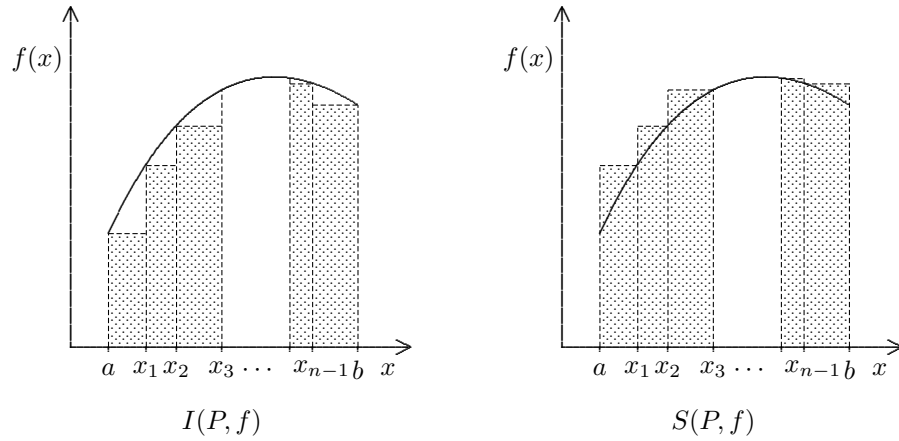 f(x)
a x₁ x₂ x₃ ... xₙ₋₁ b x
I(P, f)
f(x)
a x₁ x₂ x₃ ... xₙ₋₁ b x
S(P, f)